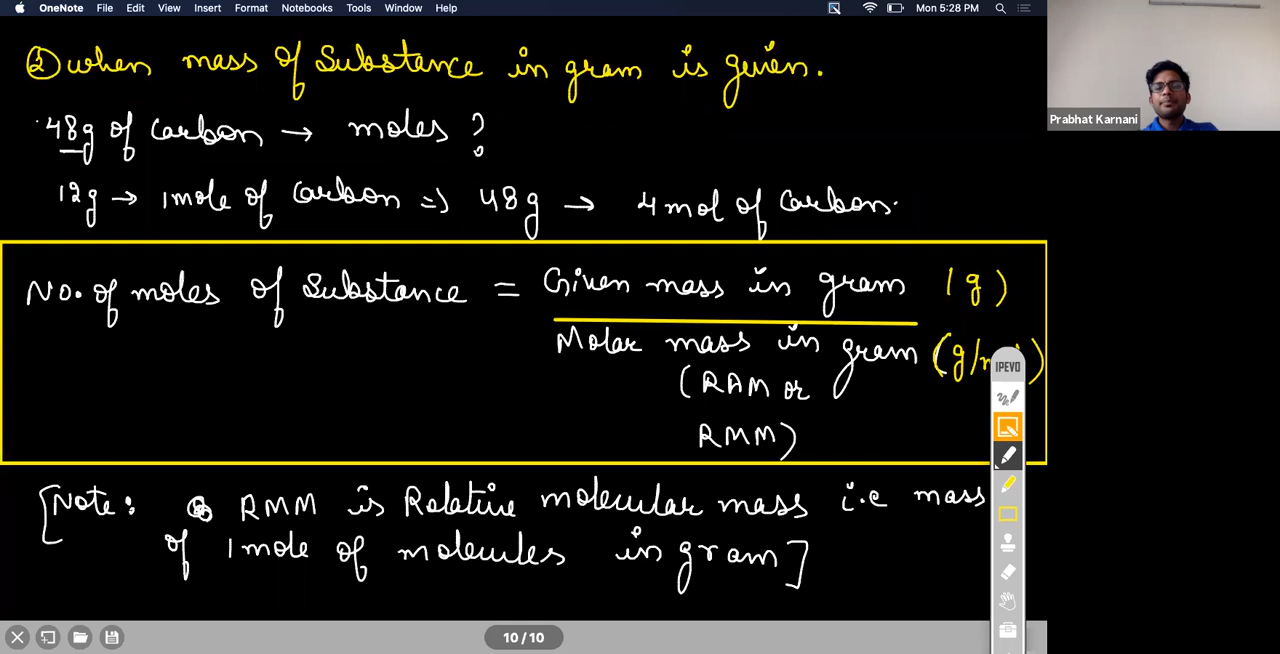 OneNote File Edit View Insert Format Notebooks Tools Window Help Mon 5:28 PM
② when mass of Substance in gram is given.
Prabhat Karnani
48g of carbon → moles ?
12g → 1mole of carbon => 48g → 4 mol of carbon.
No. of moles of Substance = Given mass in gram (g)
Molar mass in gram (g/
IPEVO
(RAM or
RMM)
[Note: RMM is Relative molecular mass i.e mass
of 1 mole of molecules in gram]
10/10